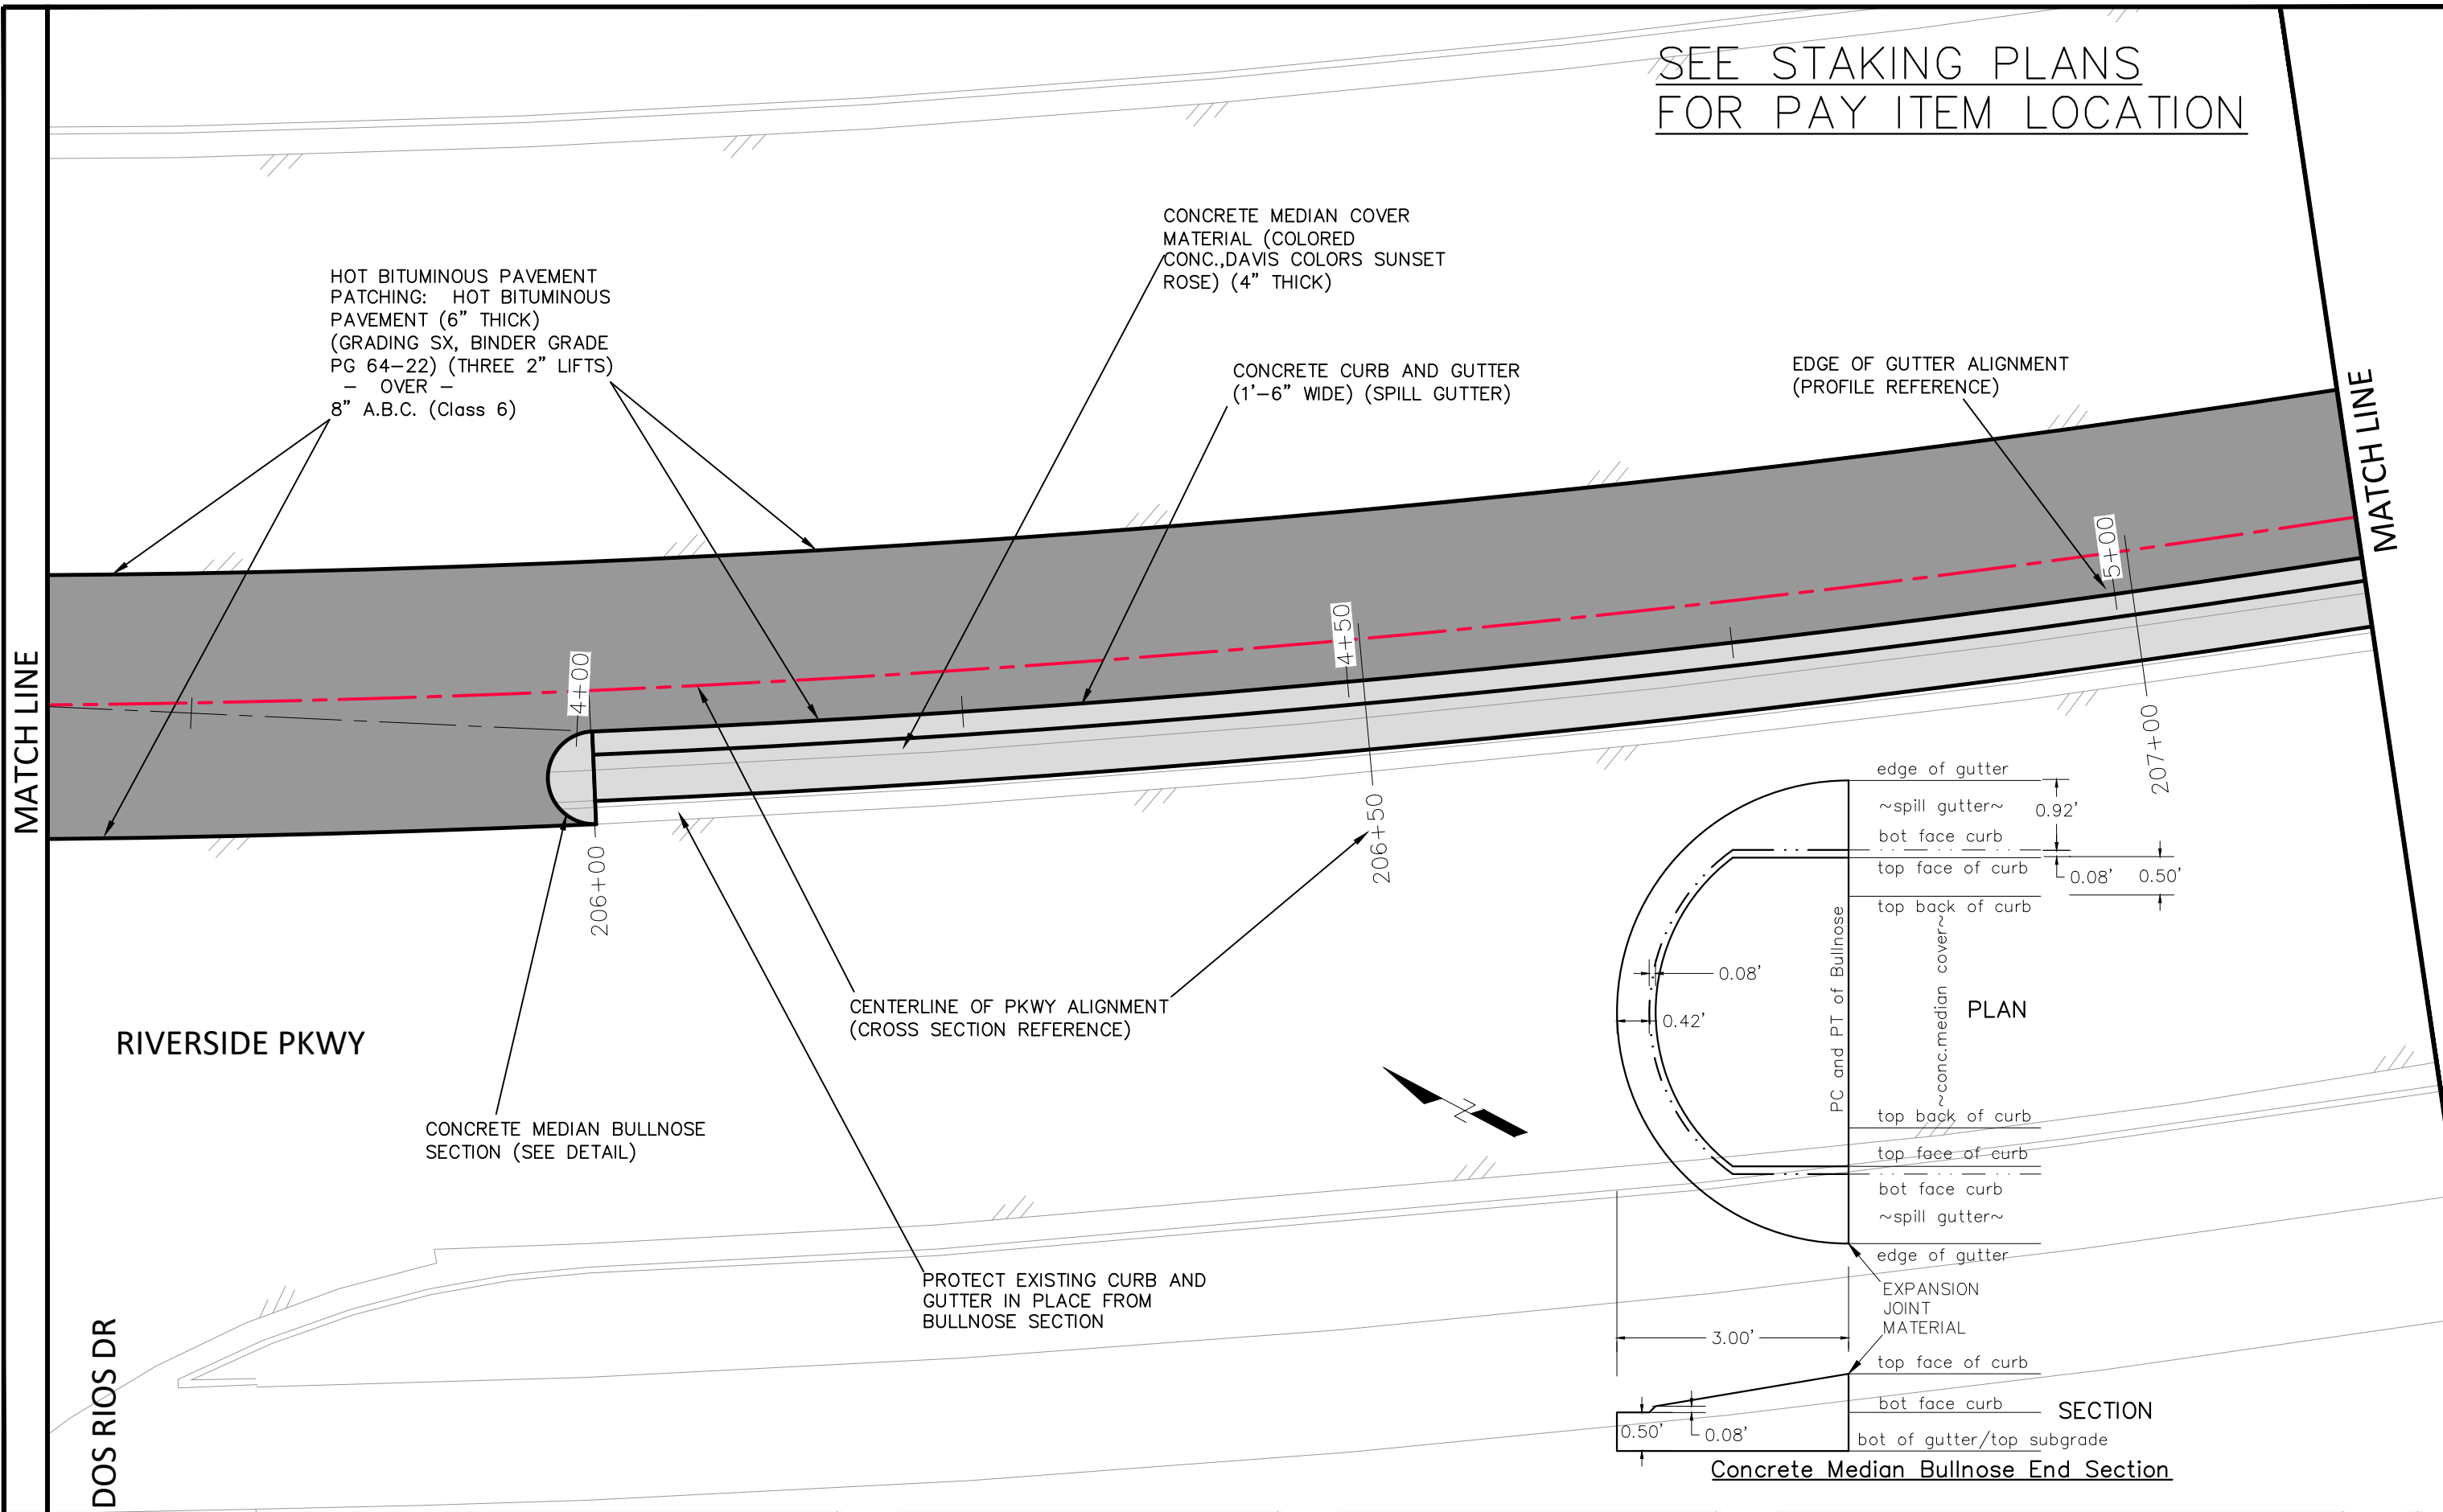 SEE STAKING PLANS
FOR PAY ITEM LOCATION
CONCRETE MEDIAN COVER
MATERIAL (COLORED
CONC.,DAVIS COLORS SUNSET
ROSE) (4" THICK)
HOT BITUMINOUS PAVEMENT
PATCHING: HOT BITUMINOUS
PAVEMENT (6" THICK)
(GRADING SX, BINDER GRADE
PG 64-22) (THREE 2" LIFTS)
- OVER -
8" A.B.C. (Class 6)
CONCRETE CURB AND GUTTER
(1'-6" WIDE) (SPILL GUTTER)
EDGE OF GUTTER ALIGNMENT
(PROFILE REFERENCE)
MATCH LINE
MATCH LINE
4+00
4+50
5+00
206+00
206+50
207+00
CENTERLINE OF PKWY ALIGNMENT
(CROSS SECTION REFERENCE)
RIVERSIDE PKWY
CONCRETE MEDIAN BULLNOSE
SECTION (SEE DETAIL)
PROTECT EXISTING CURB AND
GUTTER IN PLACE FROM
BULLNOSE SECTION
DOS RIOS DR
N
edge of gutter
~spill gutter~
0.92'
bot face curb
top face of curb
0.08'
0.50'
top back of curb
PC and PT of Bullnose
~conc.median cover~
PLAN
0.08'
0.42'
top back of curb
top face of curb
bot face curb
~spill gutter~
edge of gutter
EXPANSION
JOINT
MATERIAL
3.00'
top face of curb
bot face curb
SECTION
0.50'
0.08'
bot of gutter/top subgrade
Concrete Median Bullnose End Section